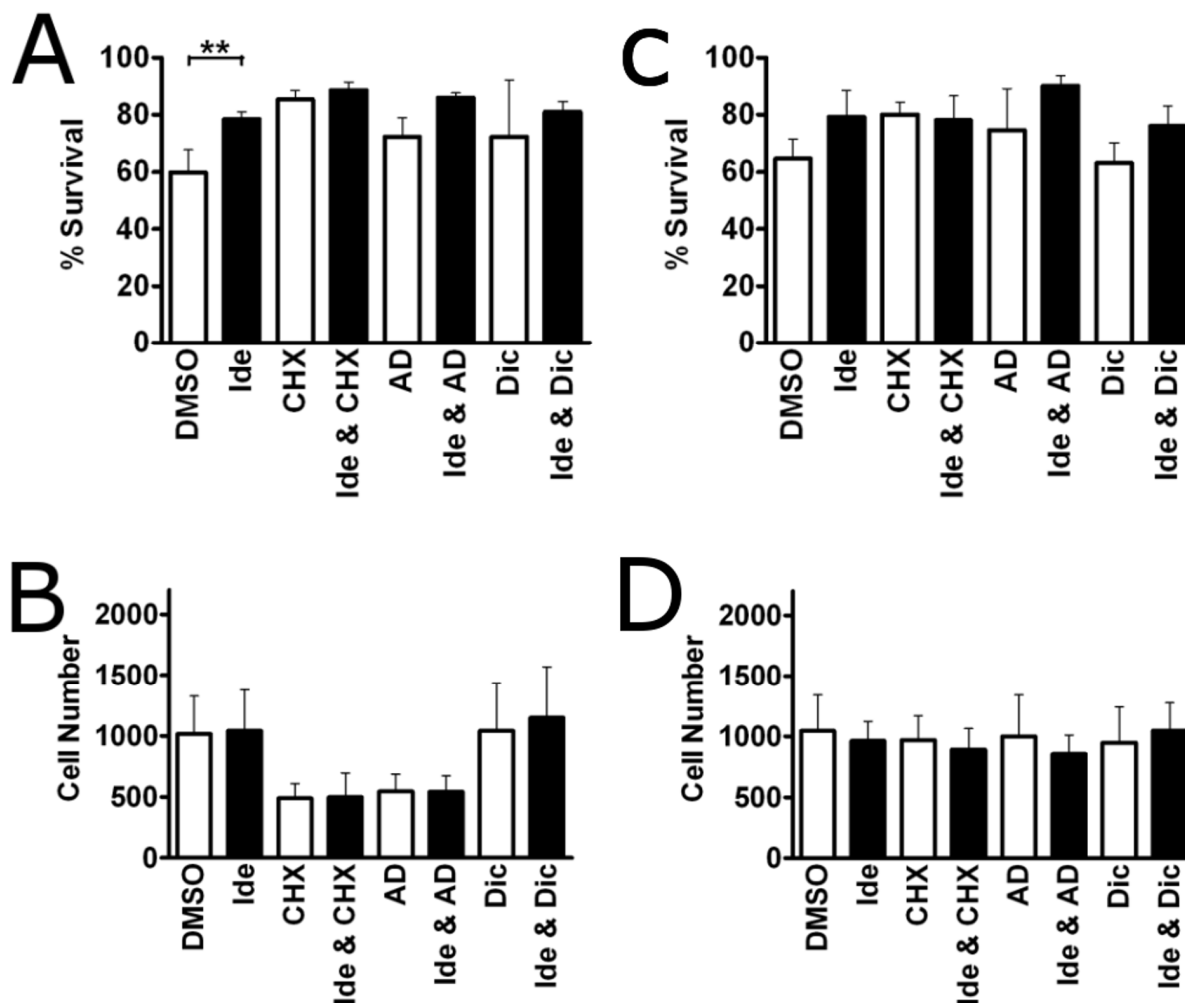 A
% Survival
100
80
60
40
20
0
**
DMSO
Ide
CHX
Ide & CHX
AD
Ide & AD
Dic
Ide & Dic
C
% Survival
100
80
60
40
20
0
DMSO
Ide
CHX
Ide & CHX
AD
Ide & AD
Dic
Ide & Dic
B
Cell Number
2000
1500
1000
500
0
DMSO
Ide
CHX
Ide & CHX
AD
Ide & AD
Dic
Ide & Dic
D
Cell Number
2000
1500
1000
500
0
DMSO
Ide
CHX
Ide & CHX
AD
Ide & AD
Dic
Ide & Dic